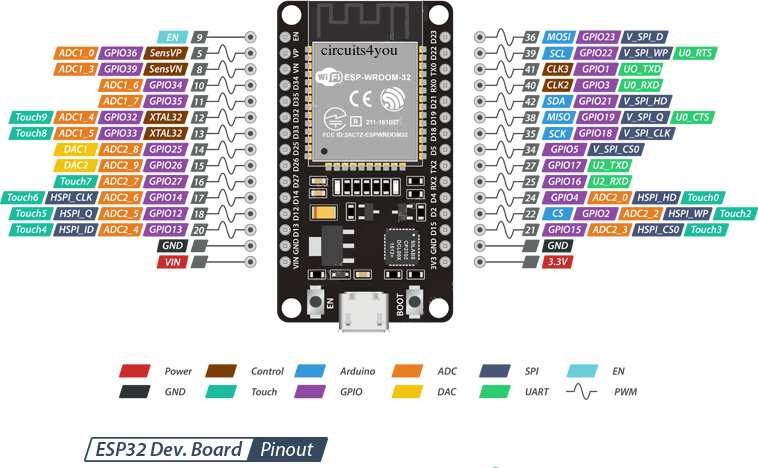 EN 9
ADC1_0 GPIO36 SensVP 5
ADC1_3 GPIO39 SensVN 8
ADC1_6 GPIO34 10
ADC1_7 GPIO35 11
Touch9 ADC1_4 GPIO32 XTAL32 12
Touch8 ADC1_5 GPIO33 XTAL32 13
DAC1 ADC2_8 GPIO25 14
DAC2 ADC2_9 GPIO26 15
Touch7 ADC2_7 GPIO27 16
Touch6 HSPI_CLK ADC2_6 GPIO14 17
Touch5 HSPI_Q ADC2_5 GPIO12 18
Touch4 HSPI_ID ADC2_4 GPIO13 20
GND
VIN
EN
VP
VN
D34
D35
D32
D33
D25
D26
D27
D14
D12
D13
GND
VIN
circuits4you
WiFi ESP-WROOM-32
CE
R 211-161007
FCC ID:2AC7Z-ESPWROOM32
SILABS
CP2102
EN
BOOT
D23
D22
TX0
RX0
D21
D19
D18
D5
TX2
RX2
D4
D2
D15
GND
3V3
36 MOSI GPIO23 V_SPI_D
39 SCL GPIO22 V_SPI_WP U0_RTS
41 CLK3 GPIO1 UO_TXD
40 CLK2 GPIO3 U0_RXD
42 SDA GPIO21 V_SPI_HD
38 MISO GPIO19 V_SPI_Q U0_CTS
35 SCK GPIO18 V_SPI_CLK
34 GPIO5 V_SPI_CS0
27 GPIO17 U2_TXD
25 GPIO16 U2_RXD
24 GPIO4 ADC2_0 HSPI_HD Touch0
22 CS GPIO2 ADC2_2 HSPI_WP Touch2
21 GPIO15 ADC2_3 HSPI_CS0 Touch3
GND
3.3V
Power Control Arduino ADC SPI EN
GND Touch GPIO DAC UART PWM
ESP32 Dev. Board Pinout